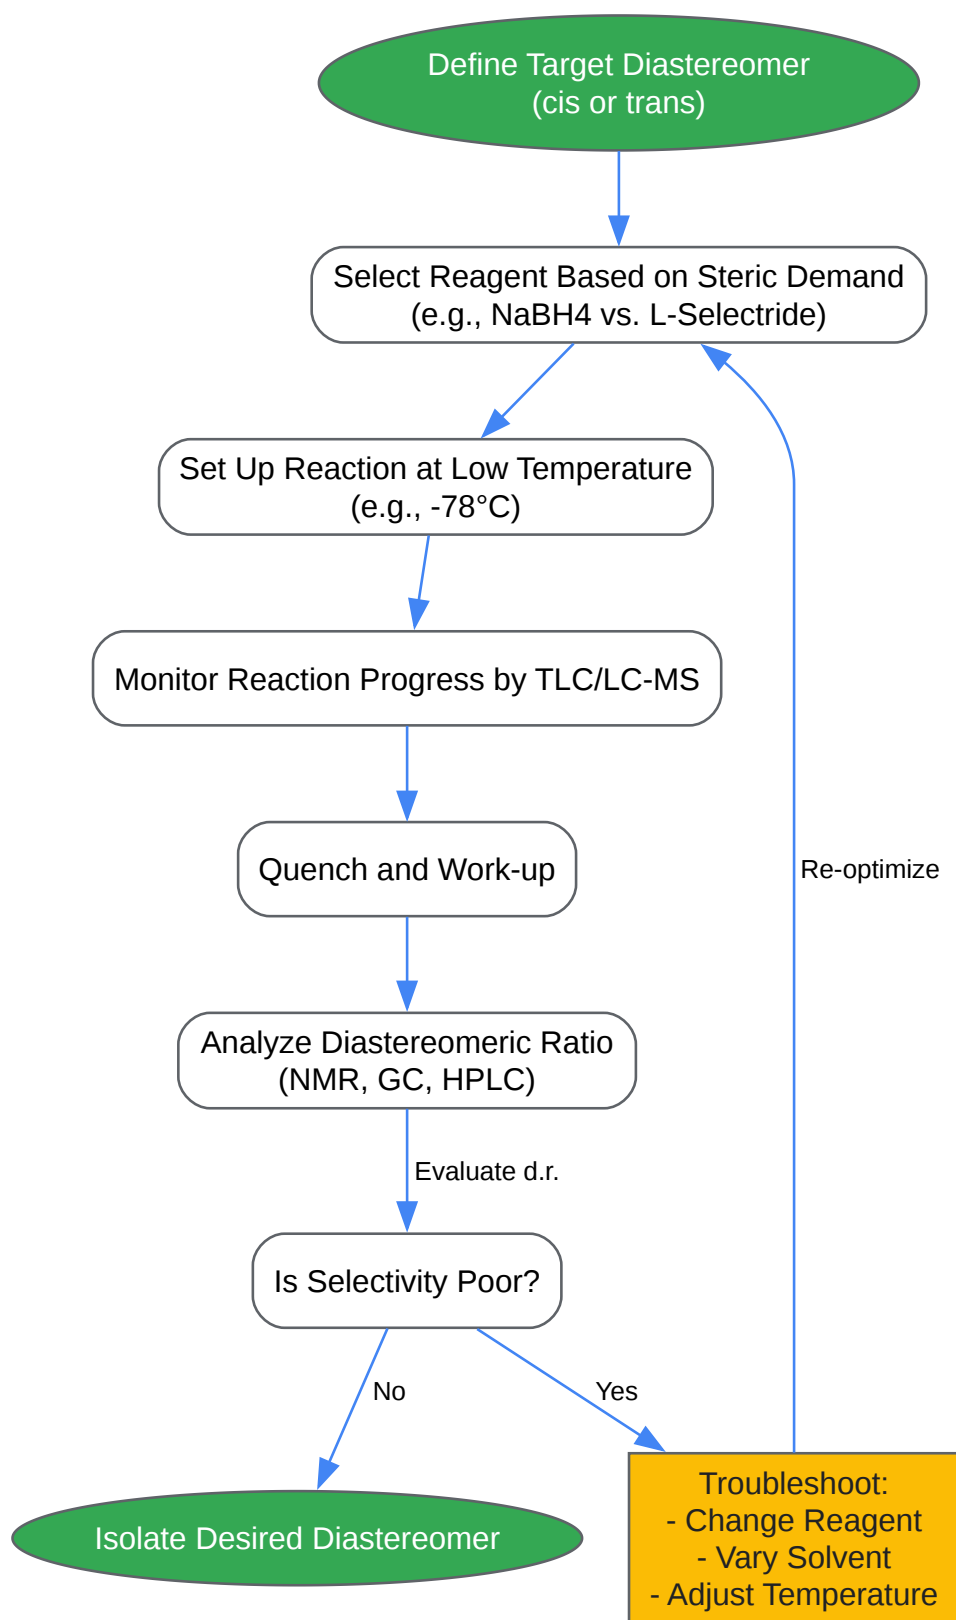 Define Target Diastereomer
(cis or trans)
Select Reagent Based on Steric Demand
(e.g., NaBH4 vs. L-Selectride)
Set Up Reaction at Low Temperature
(e.g., -78°C)
Monitor Reaction Progress by TLC/LC-MS
Quench and Work-up
Re-optimize
Analyze Diastereomeric Ratio
(NMR, GC, HPLC)
Evaluate d.r.
Is Selectivity Poor?
No
Yes
Isolate Desired Diastereomer
Troubleshoot:
- Change Reagent
- Vary Solvent
- Adjust Temperature